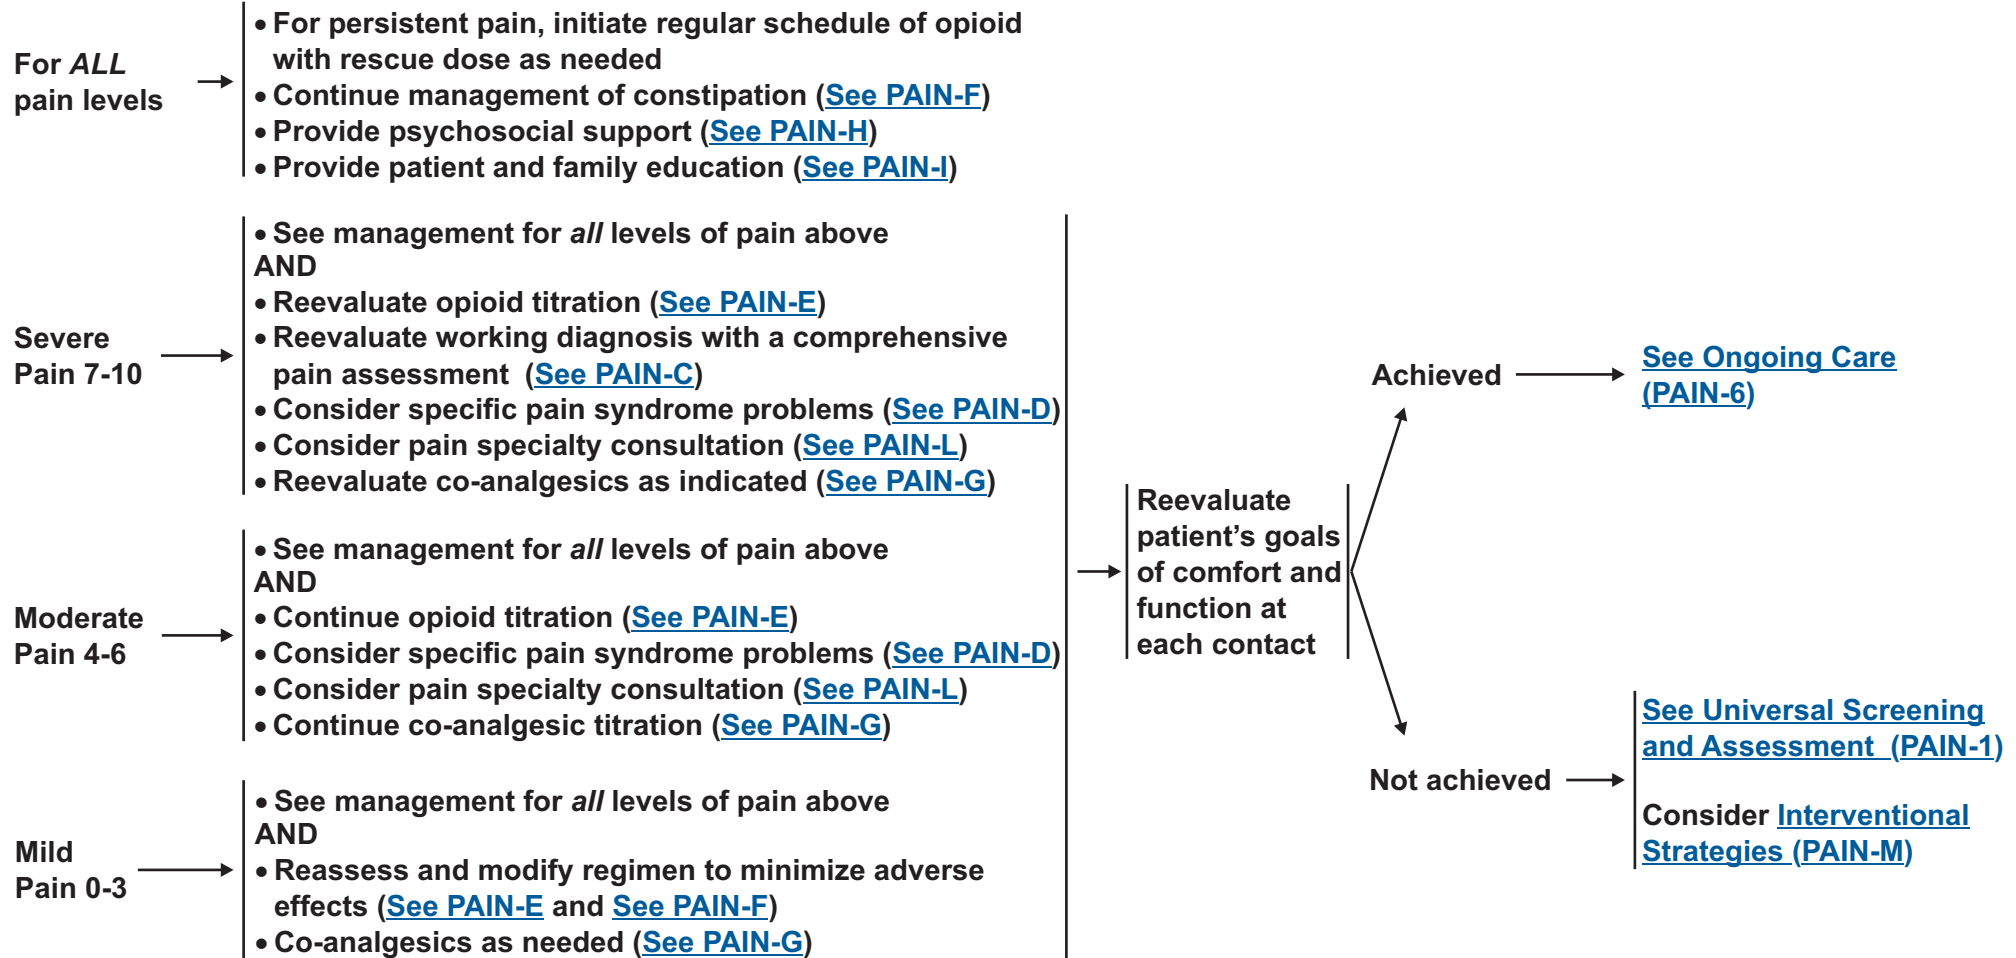 For ALL
pain levels
• For persistent pain, initiate regular schedule of opioid
with rescue dose as needed
• Continue management of constipation (See PAIN-F)
• Provide psychosocial support (See PAIN-H)
• Provide patient and family education (See PAIN-I)
Severe
Pain 7-10
• See management for all levels of pain above
AND
• Reevaluate opioid titration (See PAIN-E)
• Reevaluate working diagnosis with a comprehensive
pain assessment (See PAIN-C)
• Consider specific pain syndrome problems (See PAIN-D)
• Consider pain specialty consultation (See PAIN-L)
• Reevaluate co-analgesics as indicated (See PAIN-G)
Moderate
Pain 4-6
• See management for all levels of pain above
AND
• Continue opioid titration (See PAIN-E)
• Consider specific pain syndrome problems (See PAIN-D)
• Consider pain specialty consultation (See PAIN-L)
• Continue co-analgesic titration (See PAIN-G)
Mild
Pain 0-3
• See management for all levels of pain above
AND
• Reassess and modify regimen to minimize adverse
effects (See PAIN-E and See PAIN-F)
• Co-analgesics as needed (See PAIN-G)
Reevaluate
patient’s goals
of comfort and
function at
each contact
Achieved
See Ongoing Care
(PAIN-6)
Not achieved
See Universal Screening
and Assessment (PAIN-1)
Consider Interventional
Strategies (PAIN-M)